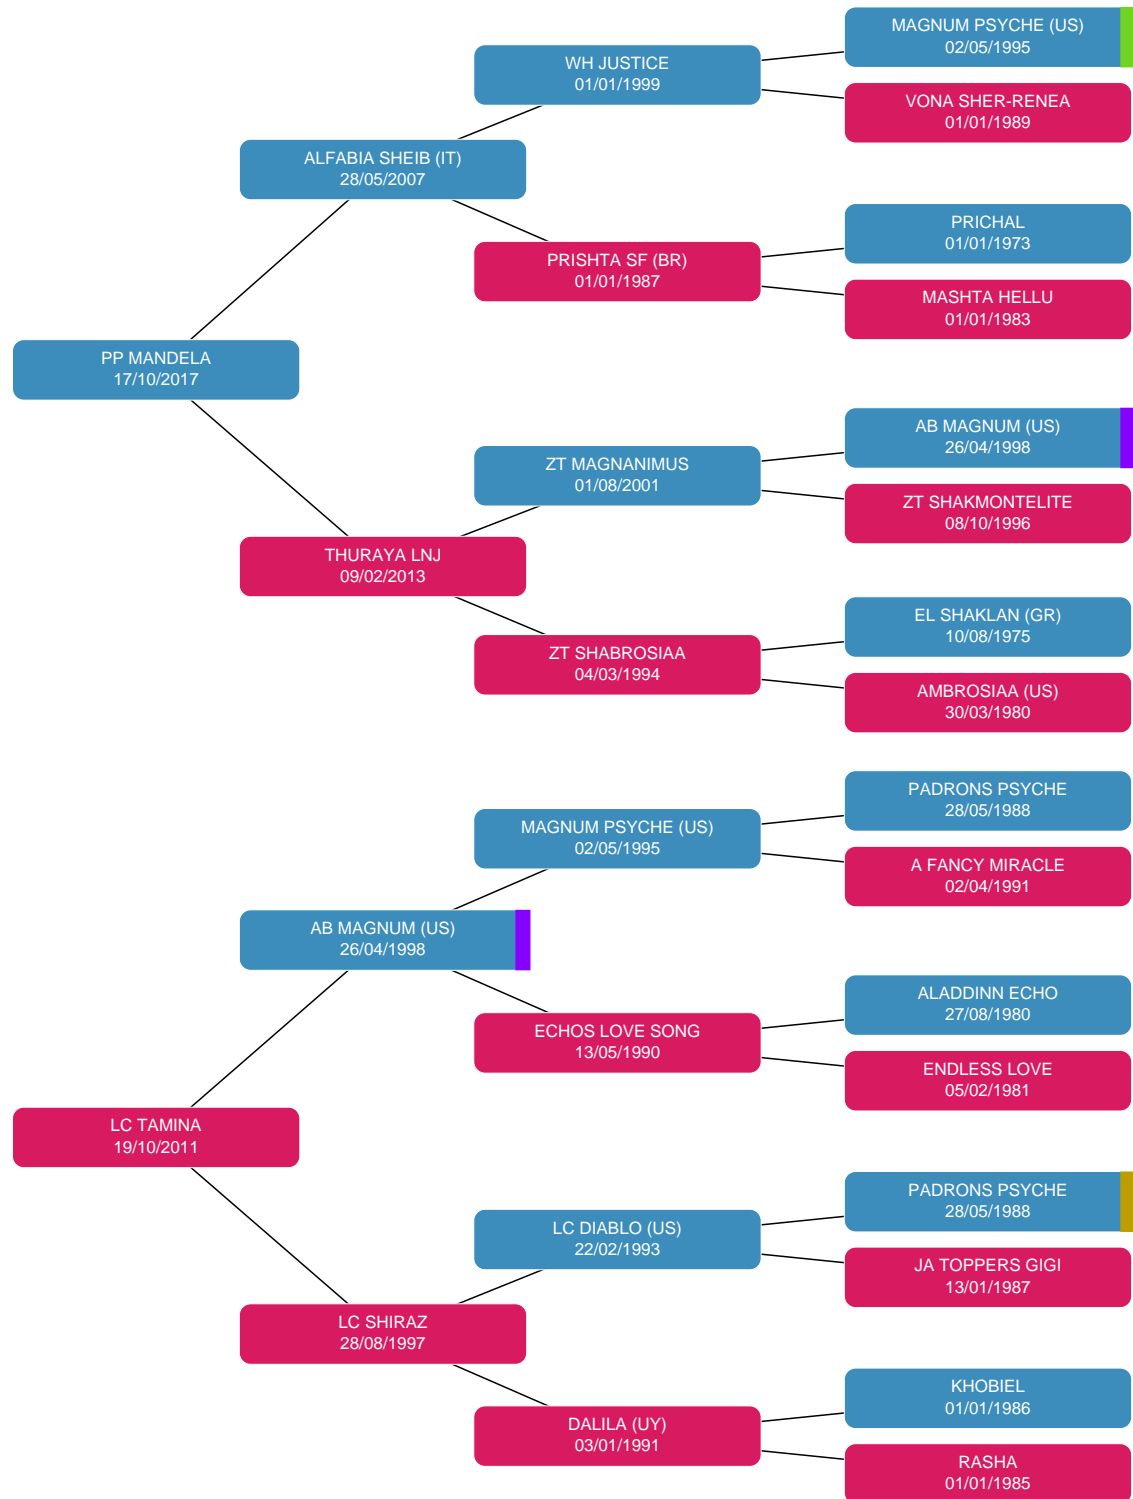 MAGNUM PSYCHE (US)
02/05/1995
WH JUSTICE
01/01/1999
VONA SHER-RENEA
01/01/1989
ALFABIA SHEIB (IT)
28/05/2007
PRICHAL
01/01/1973
PRISHTA SF (BR)
01/01/1987
MASHTA HELLU
01/01/1983
PP MANDELA
17/10/2017
AB MAGNUM (US)
26/04/1998
ZT MAGNANIMUS
01/08/2001
ZT SHAKMONTELITE
08/10/1996
THURAYA LNJ
09/02/2013
EL SHAKLAN (GR)
10/08/1975
ZT SHABROSIAA
04/03/1994
AMBROSIAA (US)
30/03/1980
PADRONS PSYCHE
28/05/1988
MAGNUM PSYCHE (US)
02/05/1995
A FANCY MIRACLE
02/04/1991
AB MAGNUM (US)
26/04/1998
ALADDINN ECHO
27/08/1980
ECHOS LOVE SONG
13/05/1990
ENDLESS LOVE
05/02/1981
LC TAMINA
19/10/2011
PADRONS PSYCHE
28/05/1988
LC DIABLO (US)
22/02/1993
JA TOPPERS GIGI
13/01/1987
LC SHIRAZ
28/08/1997
KHOBIEL
01/01/1986
DALILA (UY)
03/01/1991
RASHA
01/01/1985